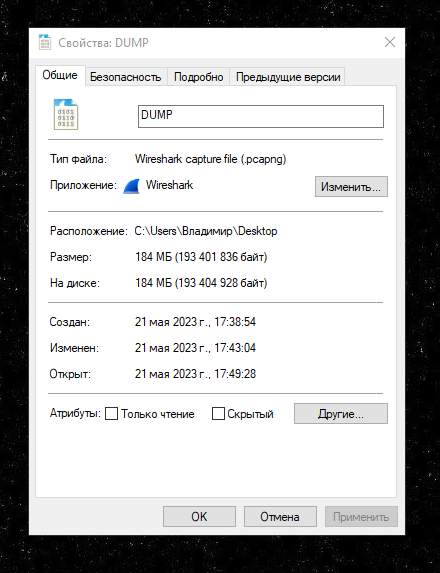 Свойства: DUMP
Общие Безопасность Подробно Предыдущие версии
0101
0110
0111
DUMP
Тип файла: Wireshark capture file (.pcapng)
Приложение: Wireshark Изменить...
Расположение: C:\Users\Владимир\Desktop
Размер: 184 МБ (193 401 836 байт)
На диске: 184 МБ (193 404 928 байт)
Создан: 21 мая 2023 г., 17:38:54
Изменен: 21 мая 2023 г., 17:43:04
Открыт: 21 мая 2023 г., 17:49:28
Атрибуты: Только чтение Скрытый Другие...
OK Отмена Применить